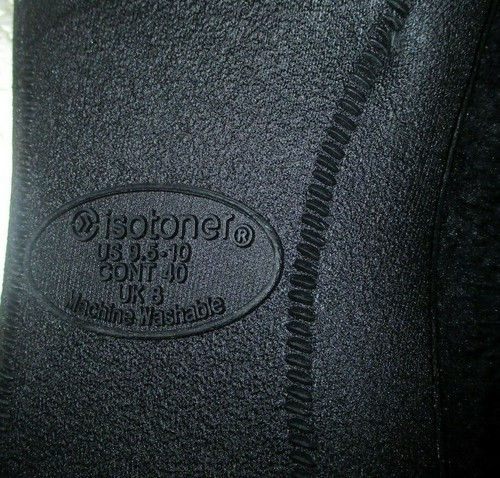 isotoner®
US 9.5-10
CONT 40
UK 8
Machine Washable